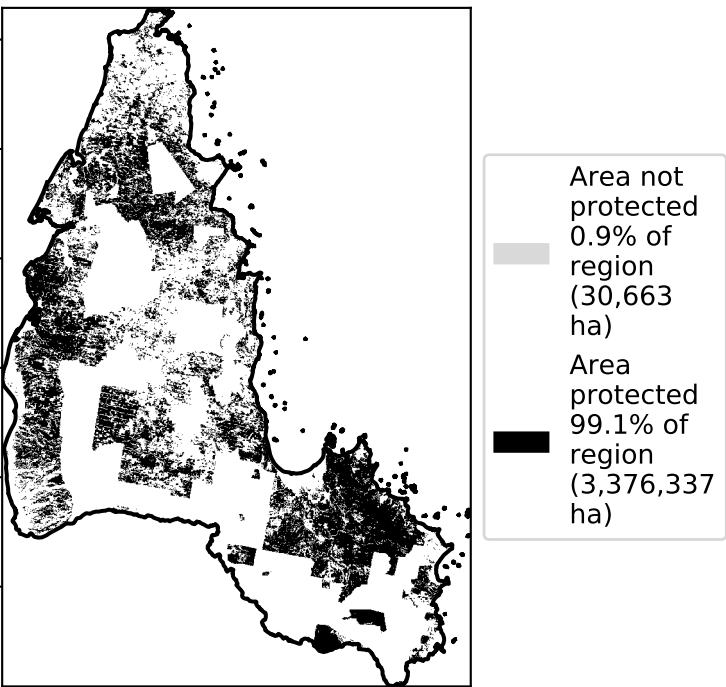 Area not
protected
0.9% of
region
(30,663
ha)
Area
protected
99.1% of
region
(3,376,337
ha)